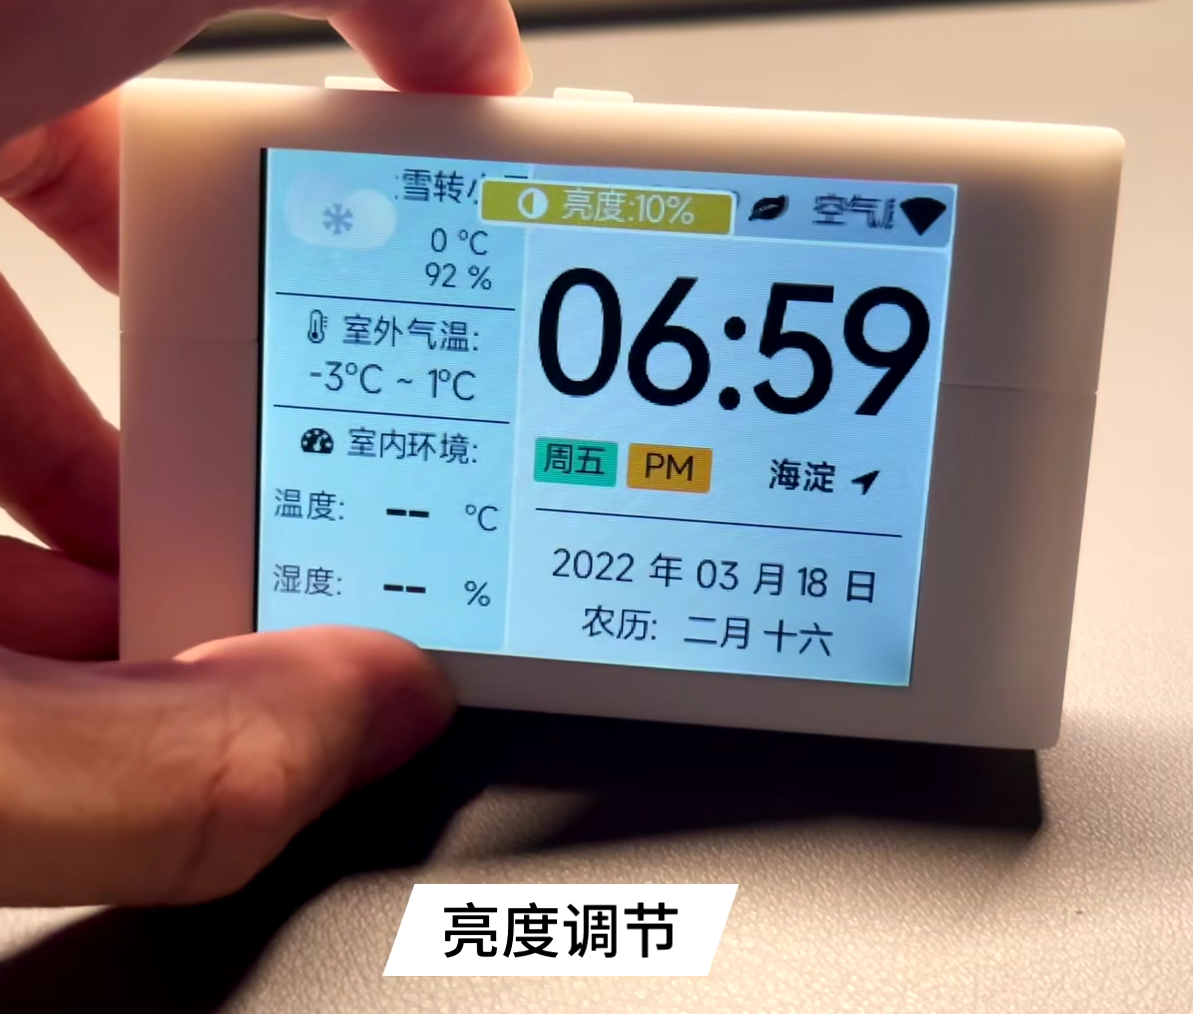 雪转小
亮度:10%
空气
0 °C
92 %
室外气温:
-3°C ~ 1°C
室内环境:
温度: -- °C
湿度: -- %
06:59
周五 PM 海淀
2022 年 03 月 18 日
农历: 二月 十六
亮度调节